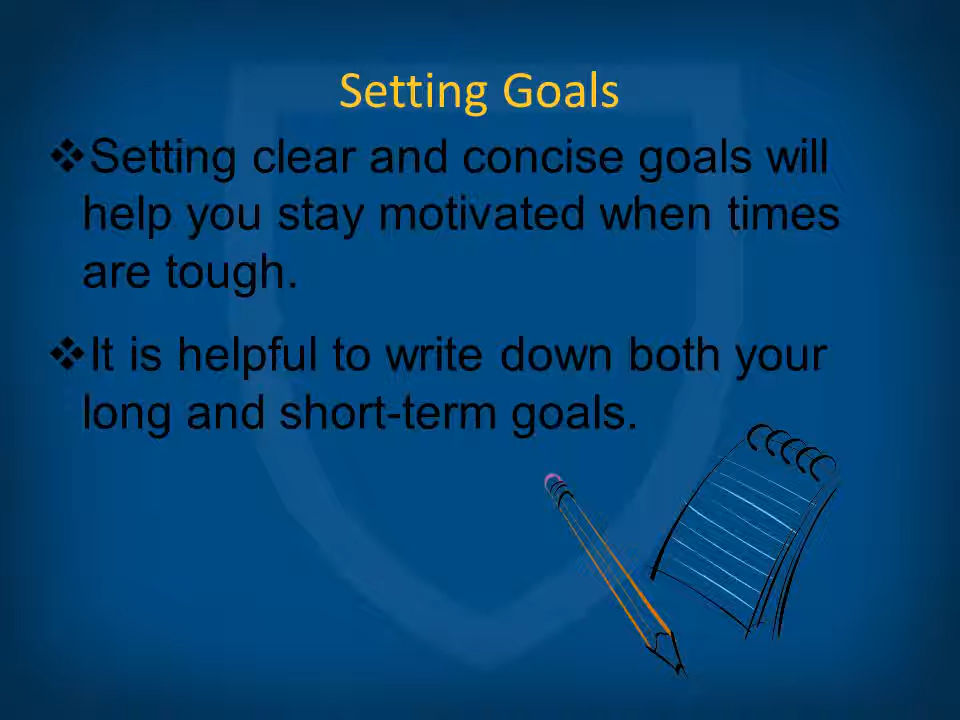 Setting Goals
❖Setting clear and concise goals will
help you stay motivated when times
are tough.
❖It is helpful to write down both your
long and short-term goals.